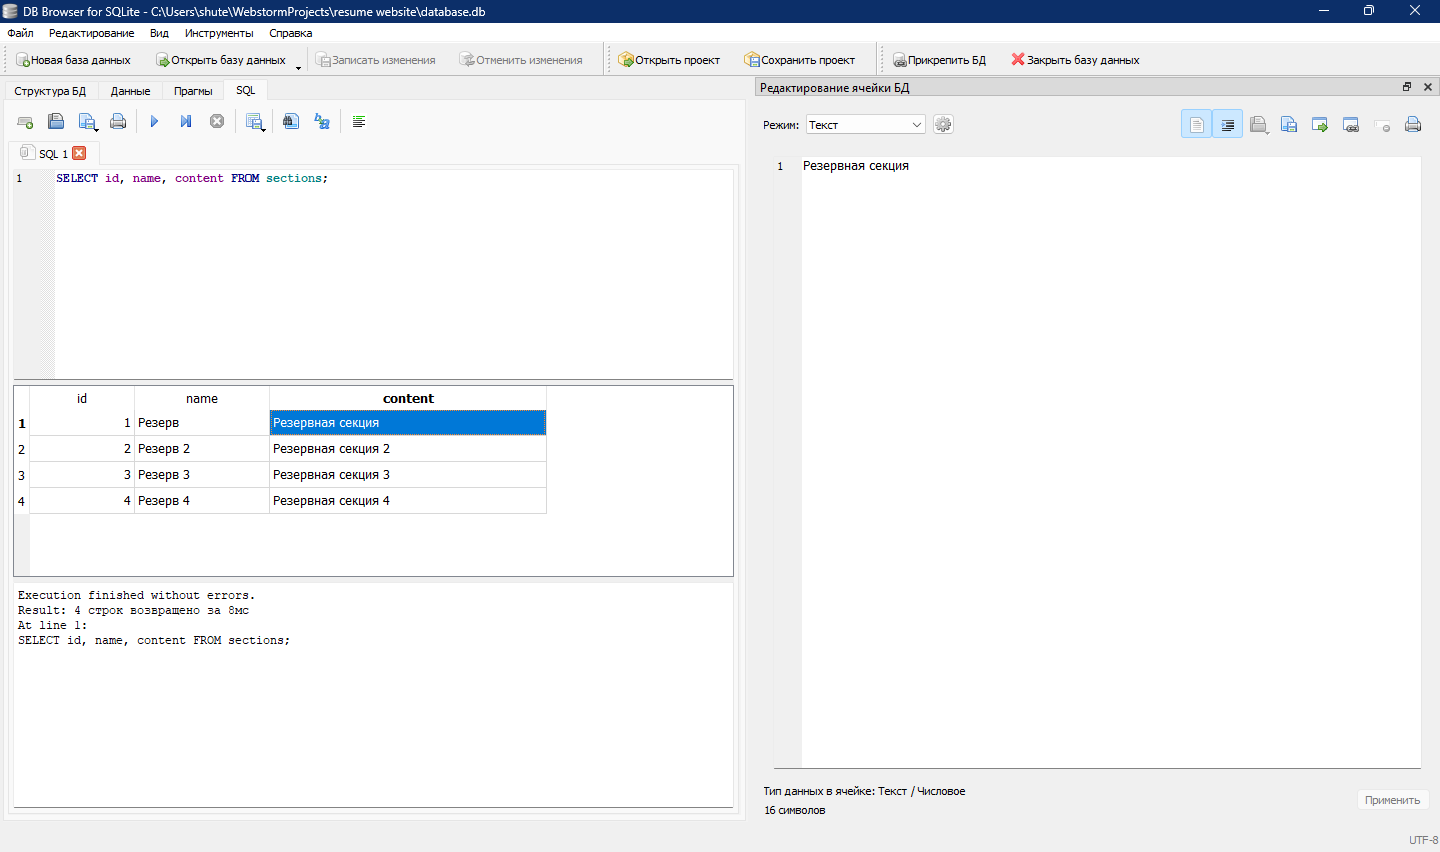 DB Browser for SQLite - C:\Users\shute\WebstormProjects\resume website\database.db
Файл Редактирование Вид Инструменты Справка
Новая база данных Открыть базу данных Записать изменения Отменить изменения Открыть проект Сохранить проект Прикрепить БД Закрыть базу данных
Структура БД Данные Прагмы SQL
SQL 1
1 SELECT id, name, content FROM sections;
id name content
1 1 Резерв Резервная секция
2 2 Резерв 2 Резервная секция 2
3 3 Резерв 3 Резервная секция 3
4 4 Резерв 4 Резервная секция 4
Execution finished without errors.
Result: 4 строк возвращено за 8мс
At line 1:
SELECT id, name, content FROM sections;
Редактирование ячейки БД
Режим: Текст
1 Резервная секция
Тип данных в ячейке: Текст / Числовое
16 символов
Применить
UTF-8